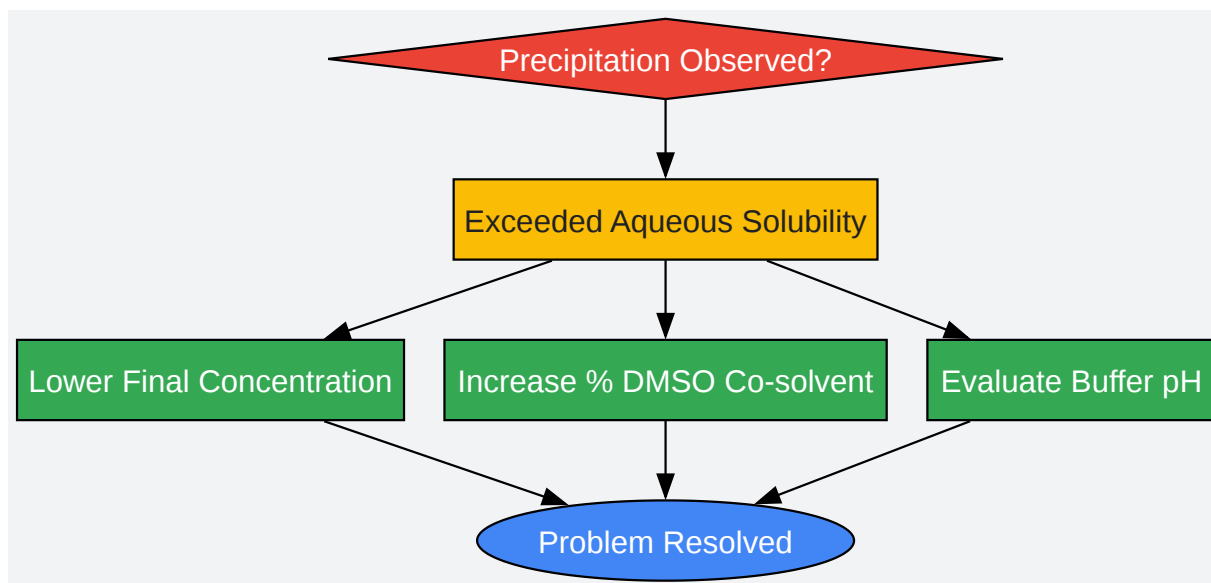 Precipitation Observed?
Exceeded Aqueous Solubility
Lower Final Concentration
Increase % DMSO Co-solvent
Evaluate Buffer pH
Problem Resolved